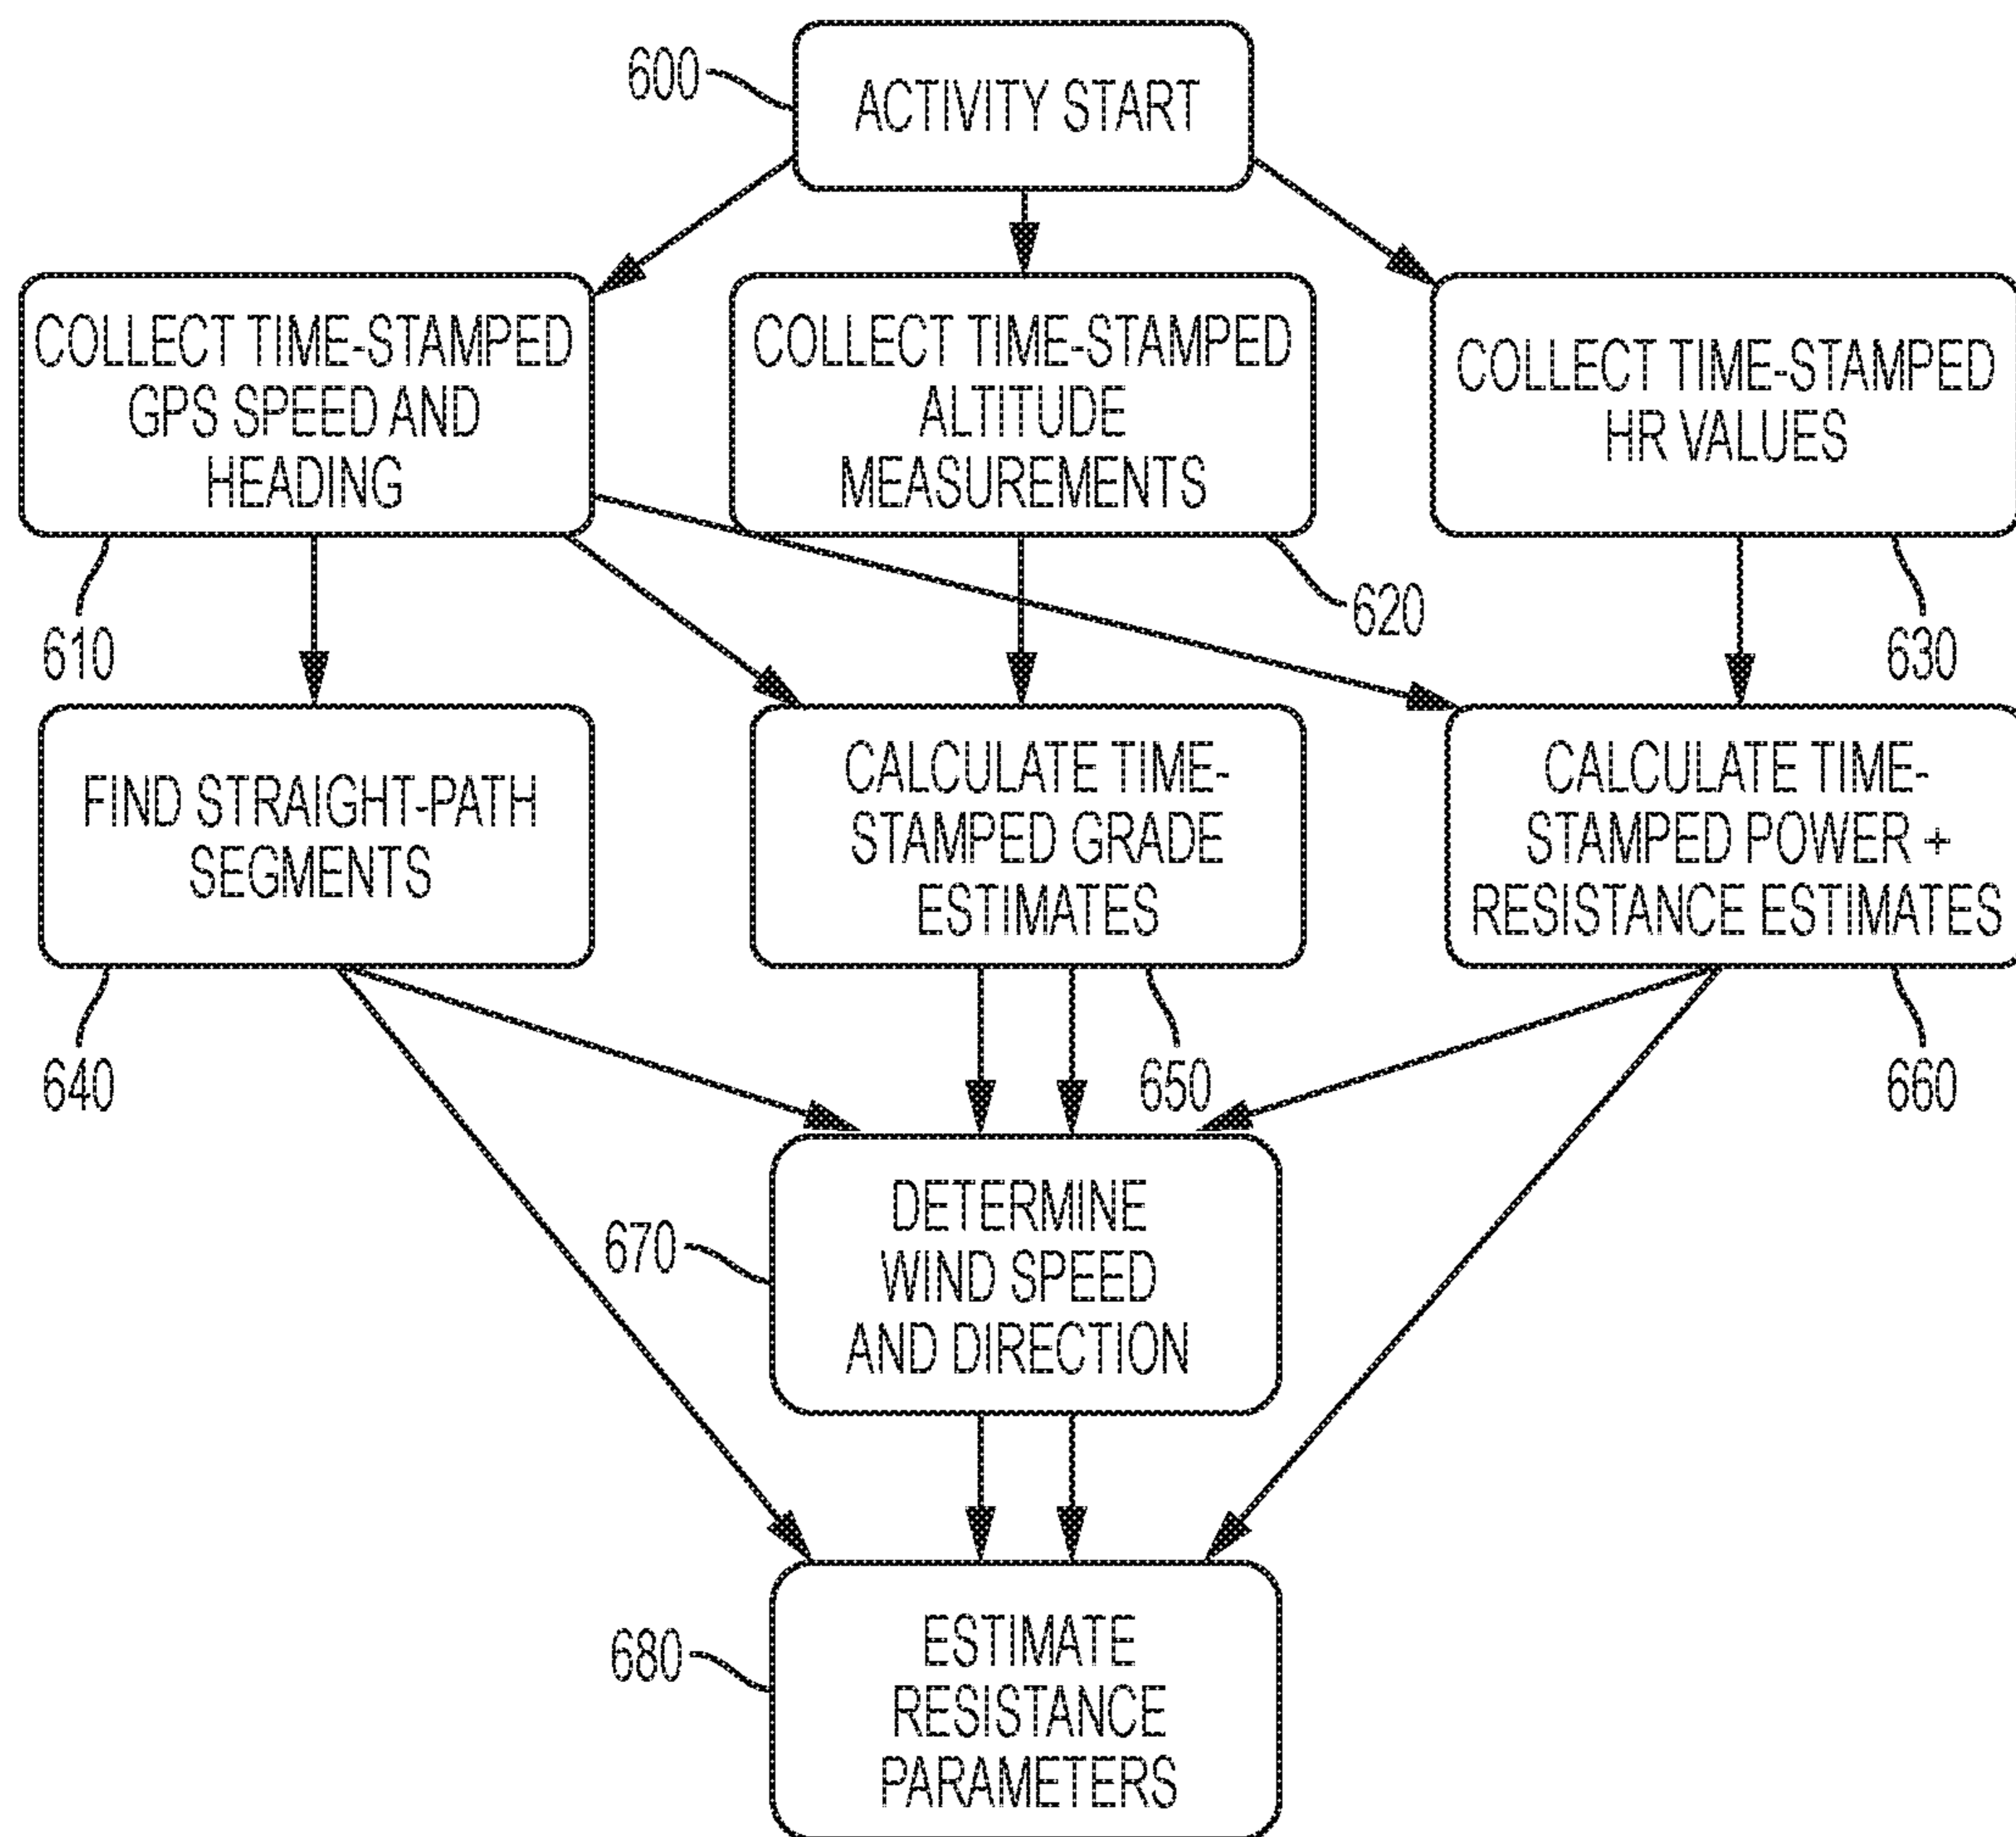 600
ACTIVITY START
COLLECT TIME-STAMPED
GPS SPEED AND
HEADING
COLLECT TIME-STAMPED
ALTITUDE
MEASUREMENTS
COLLECT TIME-STAMPED
HR VALUES
610
620
630
FIND STRAIGHT-PATH
SEGMENTS
CALCULATE TIME-
STAMPED GRADE
ESTIMATES
CALCULATE TIME-
STAMPED POWER +
RESISTANCE ESTIMATES
640
650
660
670
DETERMINE
WIND SPEED
AND DIRECTION
680
ESTIMATE
RESISTANCE
PARAMETERS